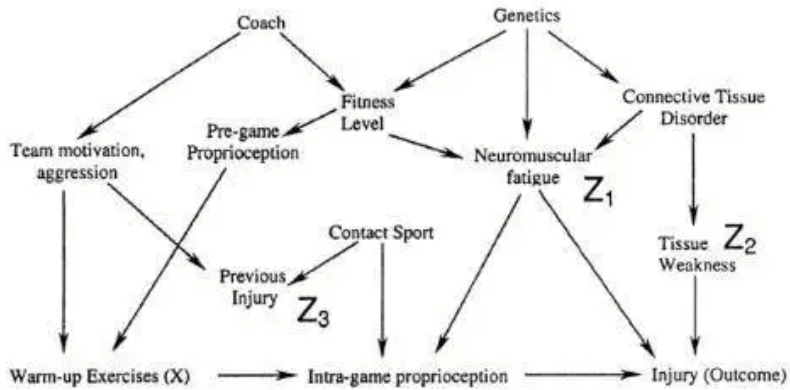 Coach
Genetics
Fitness
Level
Connective Tissue
Disorder
Pre-game
Proprioception
Team motivation,
aggression
Neuromuscular
fatigue
Z1
Contact Sport
Tissue
Weakness
Z2
Previous
Injury
Z3
Warm-up Exercises (X)
Intra-game proprioception
Injury (Outcome)